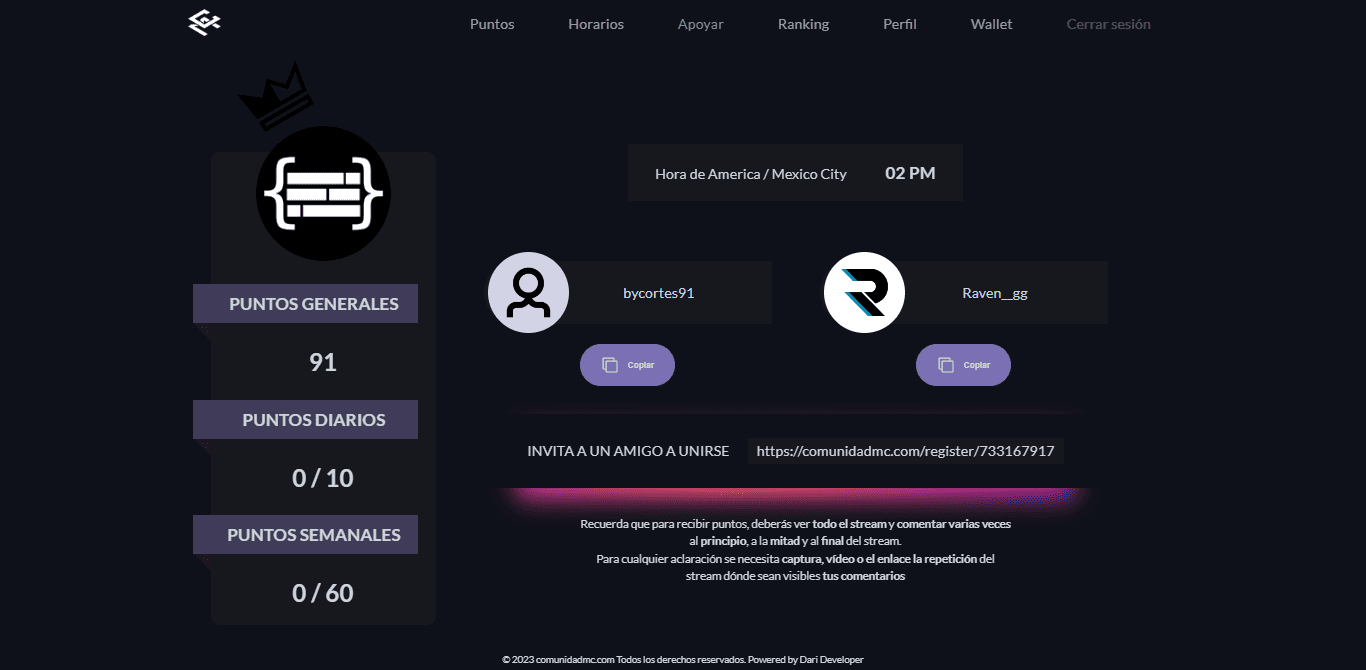 Puntos Horarios Apoyar Ranking Perfil Wallet Cerrar sesión
PUNTOS GENERALES
91
PUNTOS DIARIOS
0 / 10
PUNTOS SEMANALES
0 / 60
Hora de America / Mexico City 02 PM
bycortes91
Copiar
Raven__gg
Copiar
INVITA A UN AMIGO A UNIRSE https://comunidadmc.com/register/733167917
Recuerda que para recibir puntos, deberás ver todo el stream y comentar varias veces
al principio, a la mitad y al final del stream.
Para cualquier aclaración se necesita captura, vídeo o el enlace la repetición del
stream dónde sean visibles tus comentarios
© 2023 comunidadmc.com Todos los derechos reservados. Powered by Dari Developer